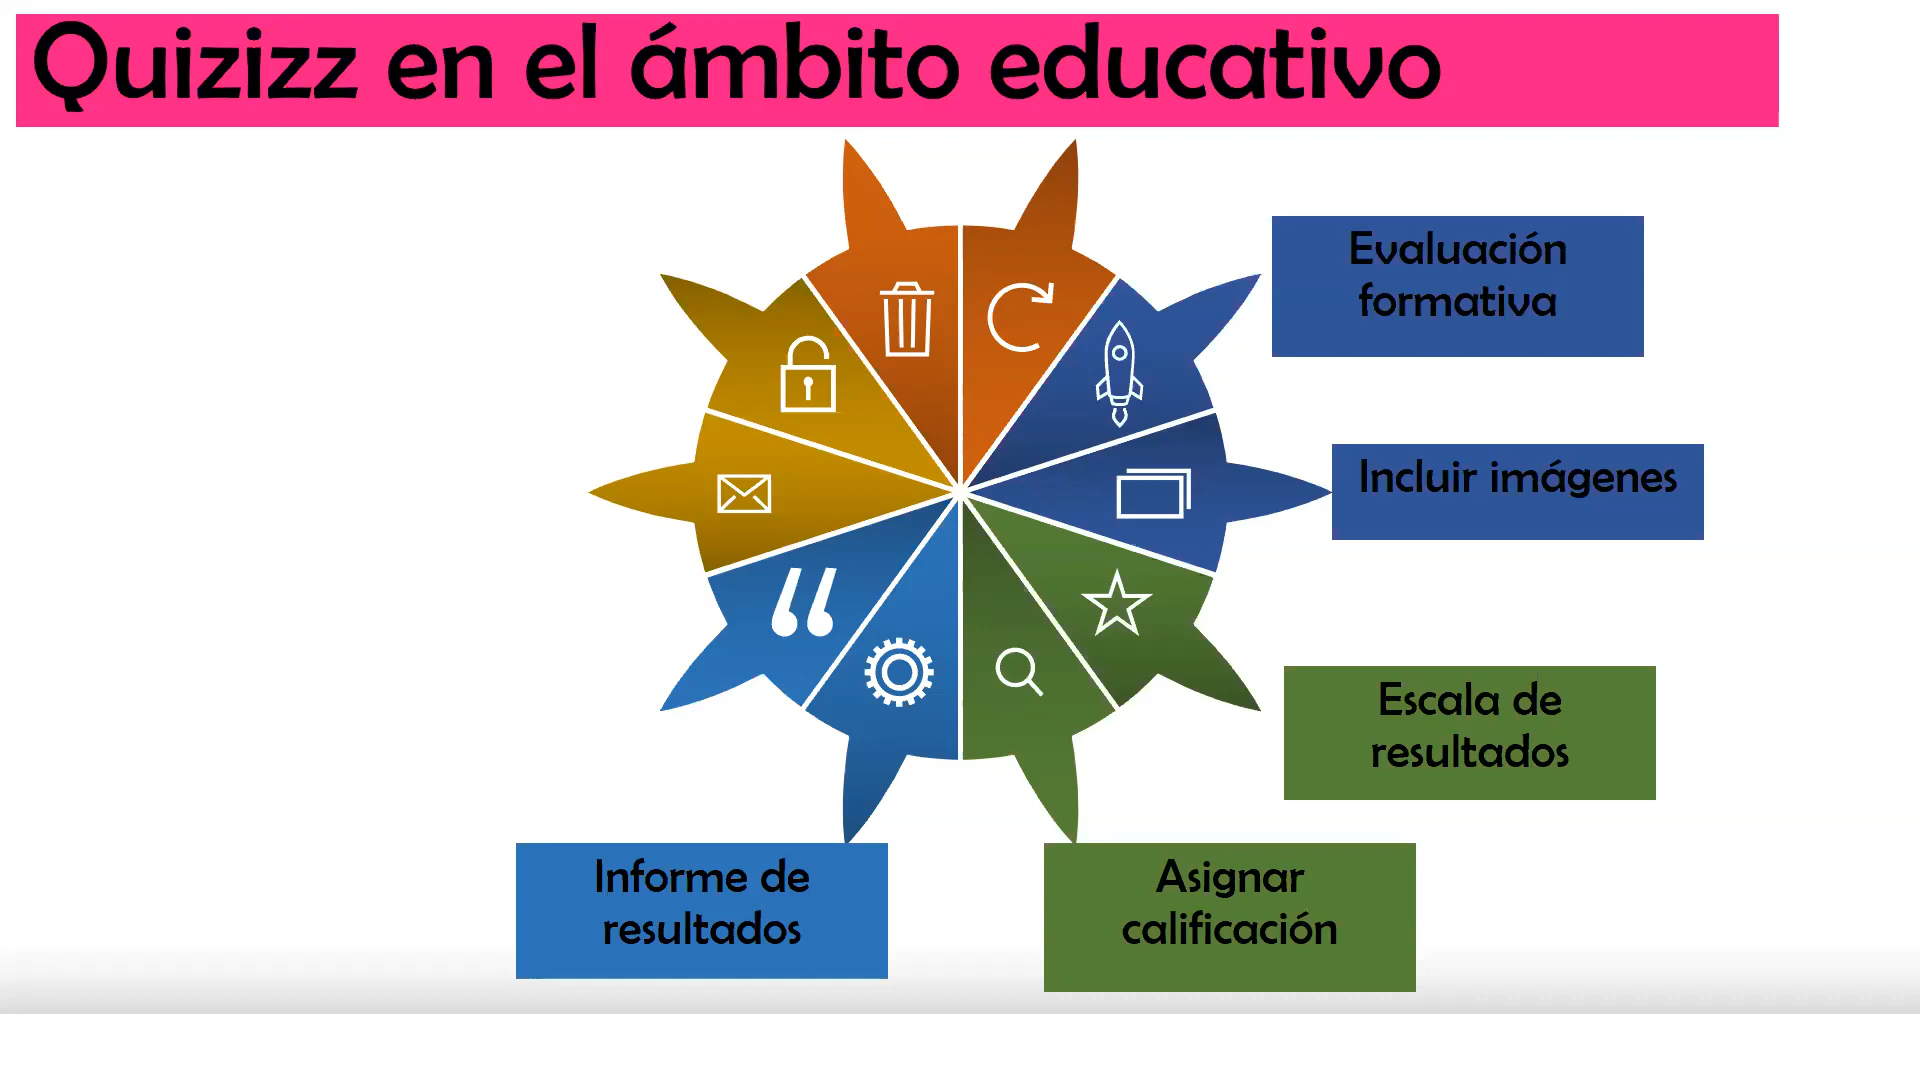 Quizizz en el ámbito educativo
Evaluación
formativa
Incluir imágenes
Escala de
resultados
Asignar
calificación
Informe de
resultados